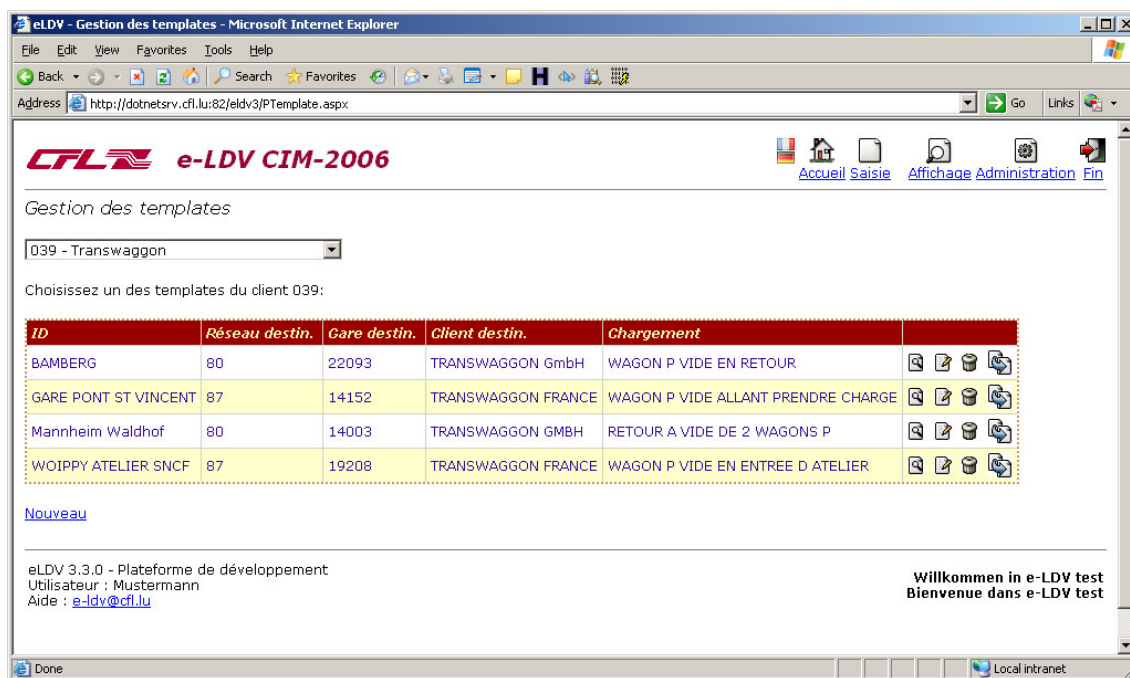 eLDV - Gestion des templates - Microsoft Internet Explorer
File Edit View Favorites Tools Help
Back Search Favorites H
Address http://dotnetsrv.cfl.lu:82/eldv3/PTemplate.aspx Go Links
CFL e-LDV CIM-2006
Accueil Saisie Affichage Administration Fin
Gestion des templates
039 - Transwaggon
Choisissez un des templates du client 039:
ID Réseau destin. Gare destin. Client destin. Chargement
BAMBERG 80 22093 TRANSWAGGON GmbH WAGON P VIDE EN RETOUR
GARE PONT ST VINCENT 87 14152 TRANSWAGGON FRANCE WAGON P VIDE ALLANT PRENDRE CHARGE
Mannheim Waldhof 80 14003 TRANSWAGGON GMBH RETOUR A VIDE DE 2 WAGONS P
WOIPPY ATELIER SNCF 87 19208 TRANSWAGGON FRANCE WAGON P VIDE EN ENTREE D ATELIER
Nouveau
eLDV 3.3.0 - Plateforme de développement
Utilisateur : Mustermann
Aide : e-ldv@cfl.lu
Willkommen in e-LDV test
Bienvenue dans e-LDV test
Done Local intranet